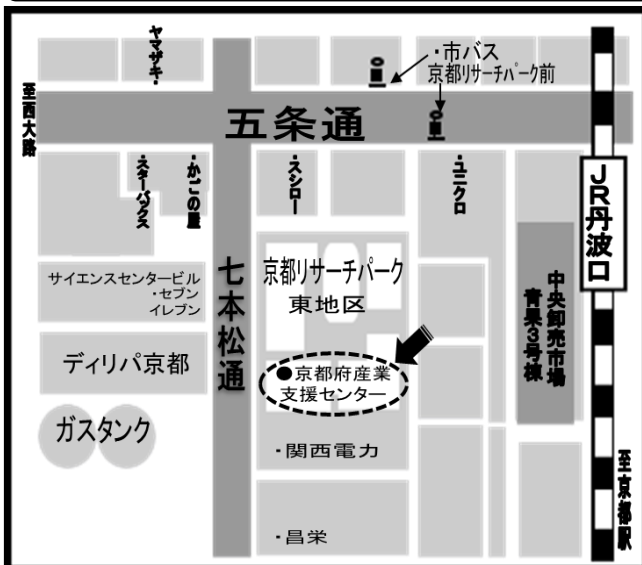 ヤマザキ・
・市バス
京都リサーチパーク前
至西大路
五条通
・スターバックス
・かごの屋
・スシロー
・ユニクロ
JR丹波口
七本松通
京都リサーチパーク
東地区
中央卸売市場
青果3号棟
サイエンスセンタービル
・セブン
イレブン
ディリパ京都
●京都府産業
支援センター
ガスタンク
・関西電力
・昌栄
至京都駅